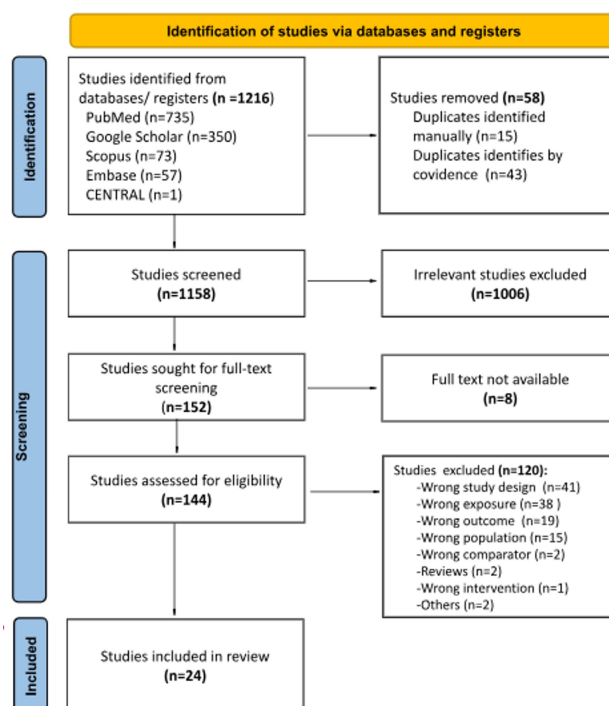 Identification of studies via databases and registers
Identification
Studies identified from
databases/ registers (n =1216)
PubMed (n=735)
Google Scholar (n=350)
Scopus (n=73)
Embase (n=57)
CENTRAL (n=1)
Studies removed (n=58)
Duplicates identified
manually (n=15)
Duplicates identifies by
covidence (n=43)
Screening
Studies screened
(n=1158)
Irrelevant studies excluded
(n=1006)
Studies sought for full-text
screening
(n=152)
Full text not available
(n=8)
Studies assessed for eligibility
(n=144)
Studies excluded (n=120):
-Wrong study design (n=41)
-Wrong exposure (n=38 )
-Wrong outcome (n=19)
-Wrong population (n=15)
-Wrong comparator (n=2)
-Reviews (n=2)
-Wrong intervention (n=1)
-Others (n=2)
Included
Studies included in review
(n=24)